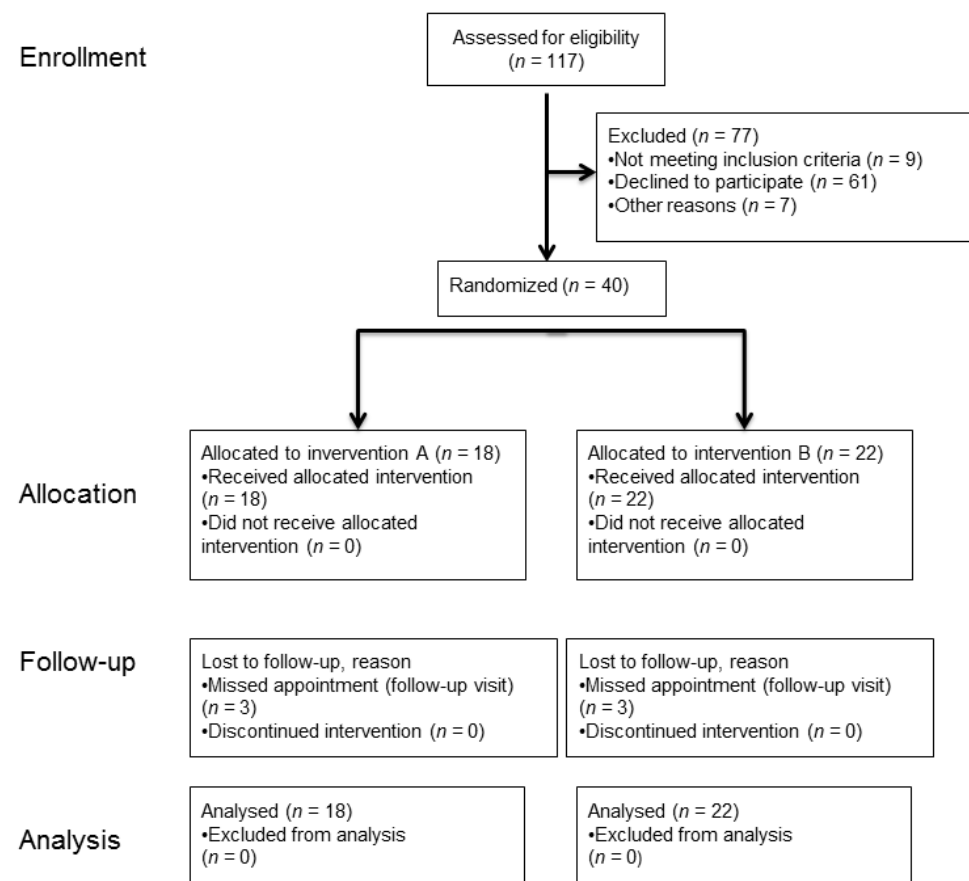 Enrollment
Assessed for eligibility
(n = 117)
Excluded (n = 77)
•Not meeting inclusion criteria (n = 9)
•Declined to participate (n = 61)
•Other reasons (n = 7)
Randomized (n = 40)
Allocation
Allocated to invervention A (n = 18)
•Received allocated intervention
(n = 18)
•Did not receive allocated
intervention (n = 0)
Allocated to intervention B (n = 22)
•Received allocated intervention
(n = 22)
•Did not receive allocated
intervention (n = 0)
Follow-up
Lost to follow-up, reason
•Missed appointment (follow-up visit)
(n = 3)
•Discontinued intervention (n = 0)
Lost to follow-up, reason
•Missed appointment (follow-up visit)
(n = 3)
•Discontinued intervention (n = 0)
Analysis
Analysed (n = 18)
•Excluded from analysis
(n = 0)
Analysed (n = 22)
•Excluded from analysis
(n = 0)